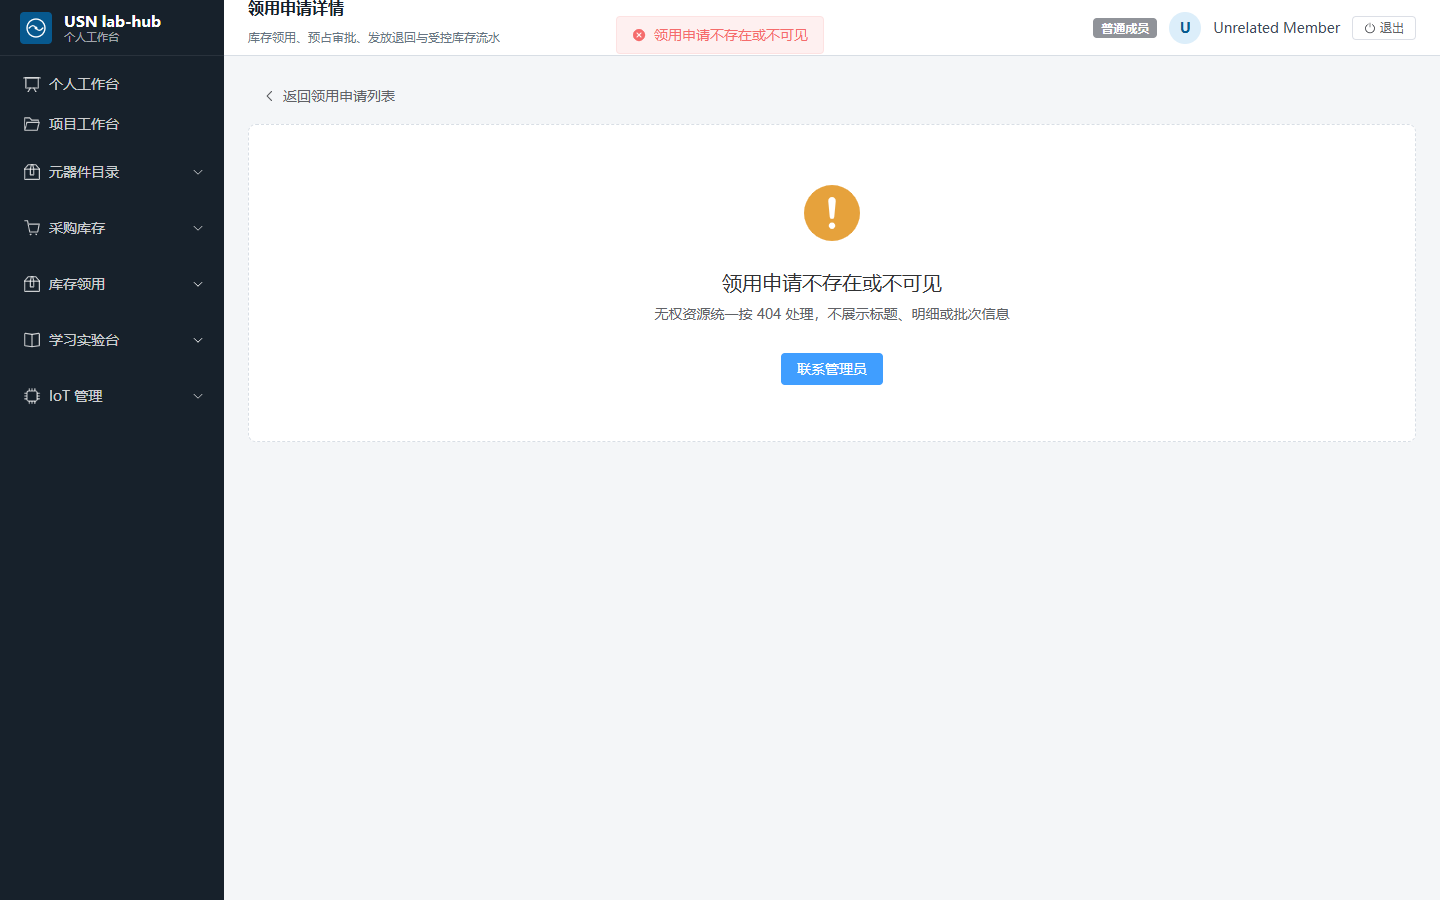 USN lab-hub
个人工作台
个人工作台
项目工作台
元器件目录
采购库存
库存领用
学习实验台
IoT 管理
领用申请详情
库存领用、预占审批、发放退回与受控库存流水
领用申请不存在或不可见
普通成员
U
Unrelated Member
退出
返回领用申请列表
领用申请不存在或不可见
无权资源统一按 404 处理，不展示标题、明细或批次信息
联系管理员